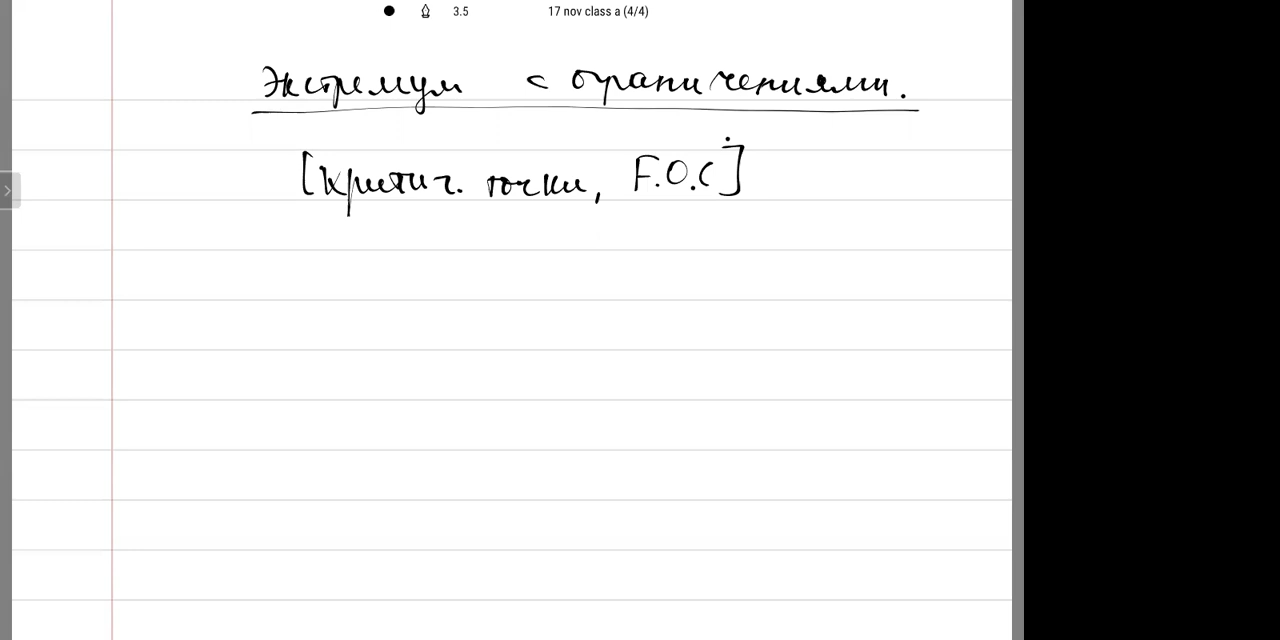 3.5 17 nov class a (4/4)
Экстремум с ограничениями.
[критич. точки, F.O.C]